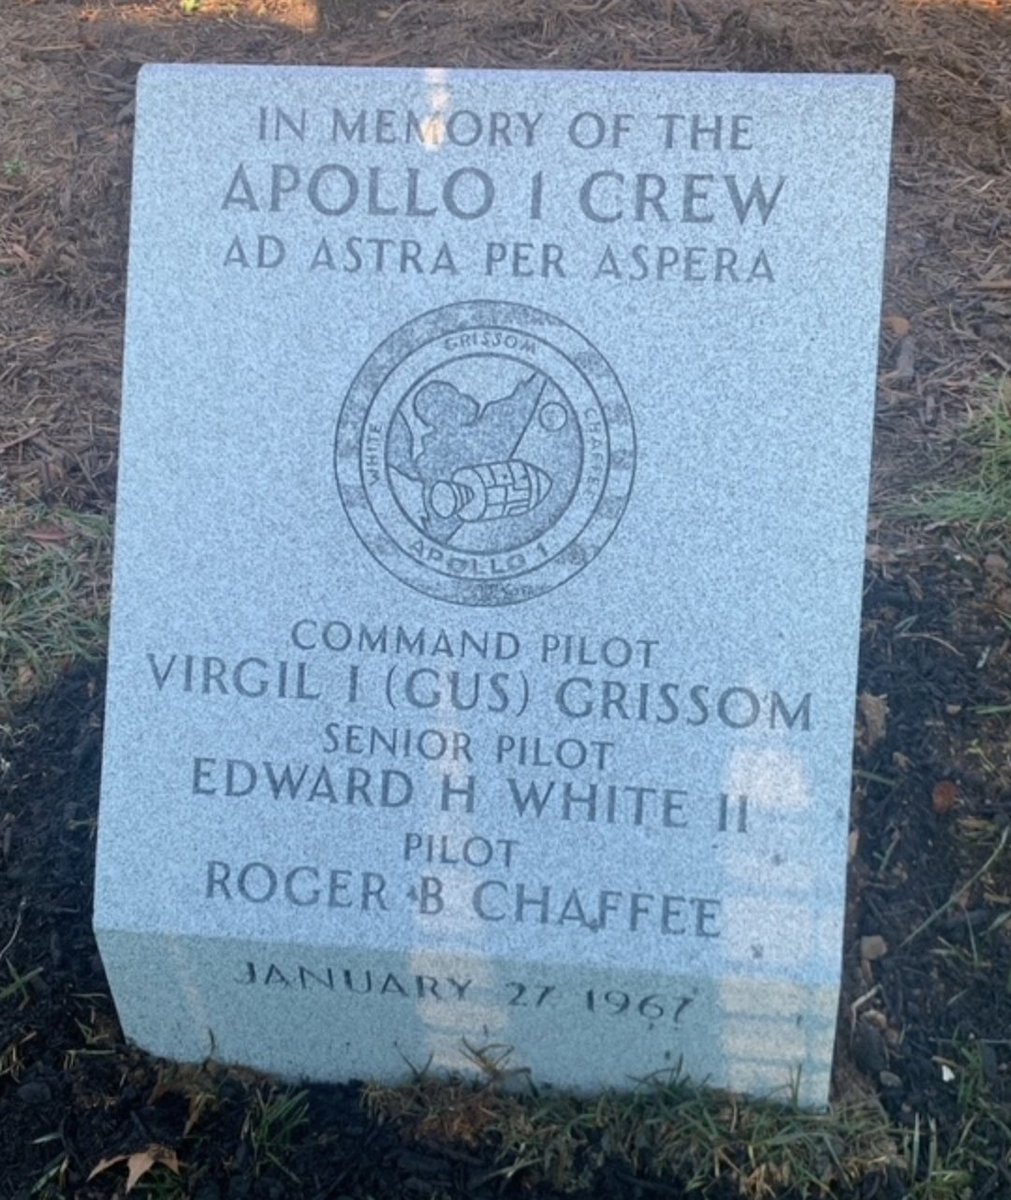 IN MEMORY OF THE
APOLLO I CREW
AD ASTRA PER ASPERA
GRISSOM
WHITE
CHAFFEE
APOLLO 1
COMMAND PILOT
VIRGIL I (GUS) GRISSOM
SENIOR PILOT
EDWARD H WHITE II
PILOT
ROGER B CHAFFEE
JANUARY 27 1967